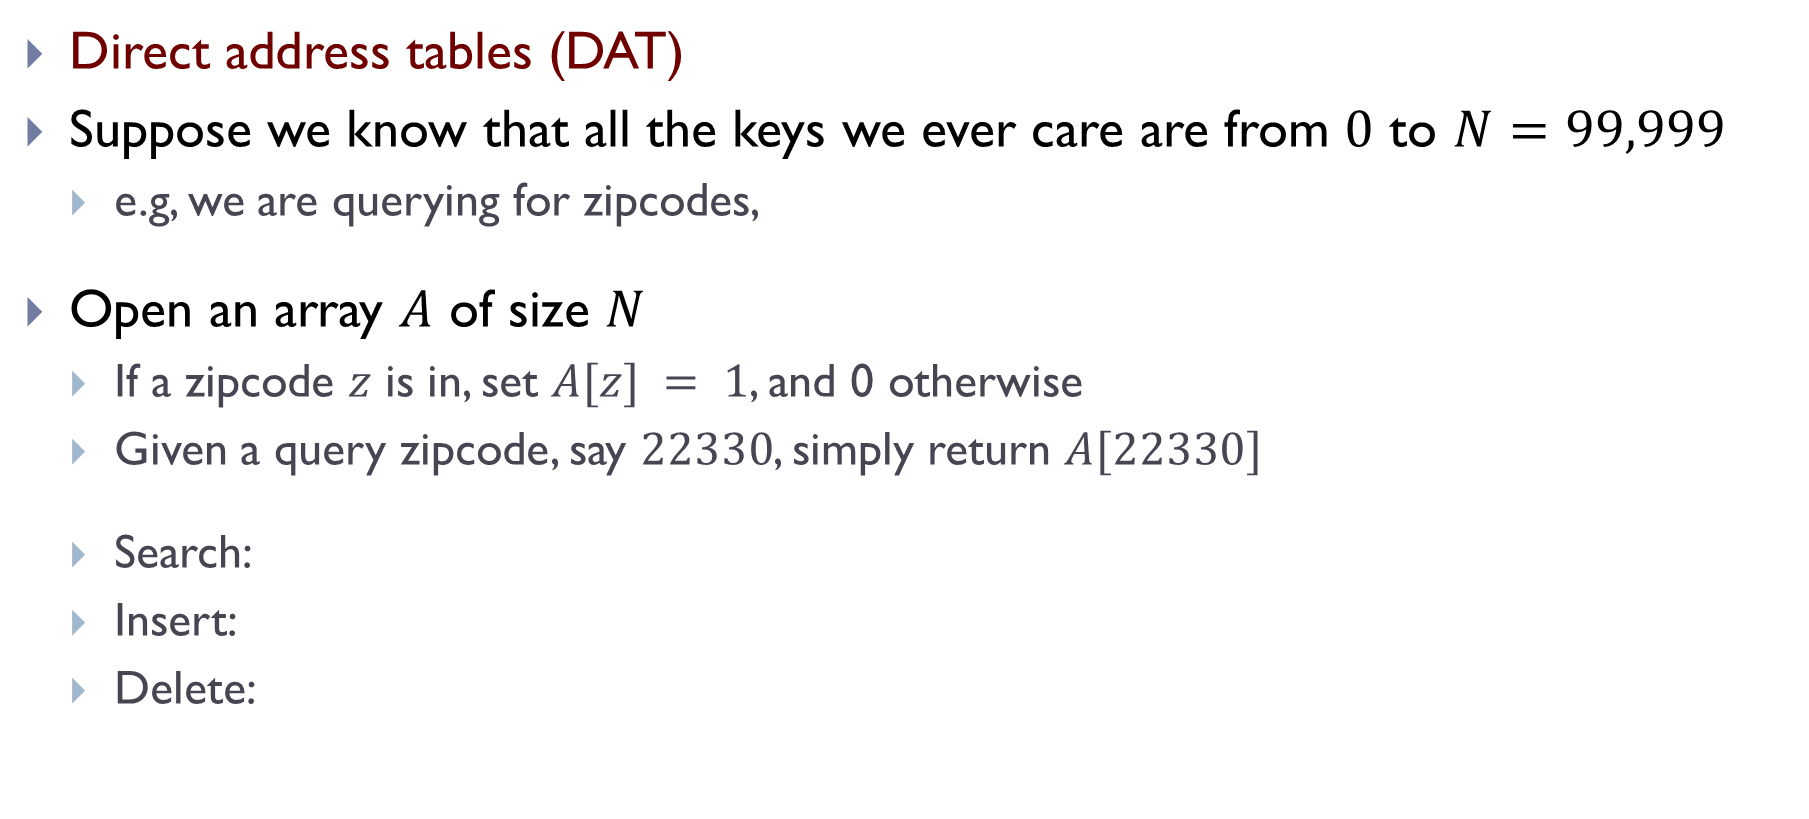 Direct address tables (DAT)
Suppose we know that all the keys we ever care are from 0 to N = 99,999
e.g, we are querying for zipcodes,
Open an array A of size N
If a zipcode z is in, set A[z] = 1, and 0 otherwise
Given a query zipcode, say 22330, simply return A[22330]
Search:
Insert:
Delete: